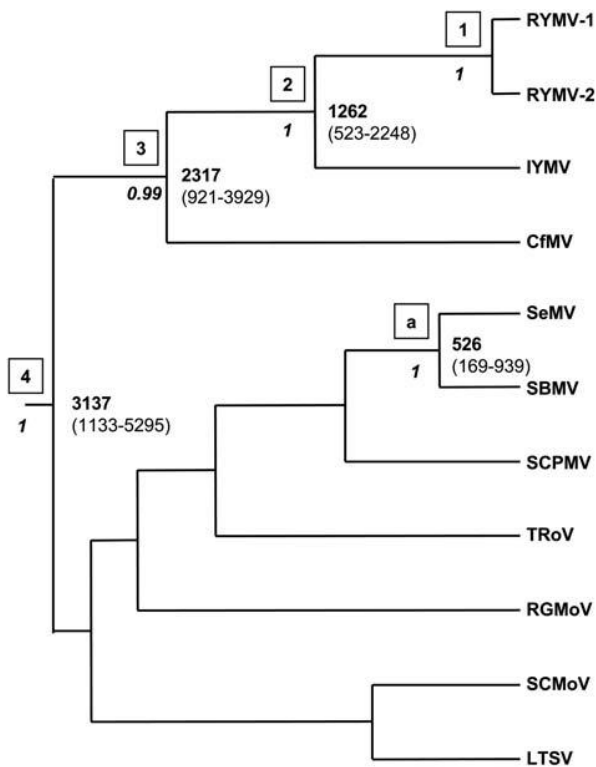 RYMV-1
1
1
RYMV-2
2
1
1262
(523-2248)
IYMV
3
0.99
2317
(921-3929)
CfMV
SeMV
a
1
526
(169-939)
SBMV
4
1
3137
(1133-5295)
SCPMV
TRoV
RGMoV
SCMoV
LTSV